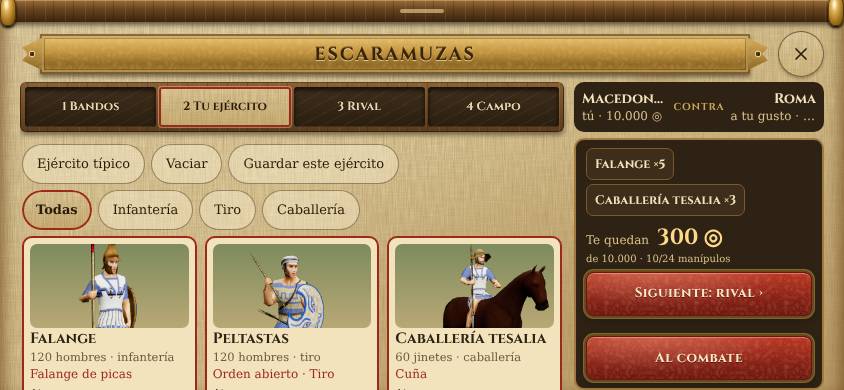 ESCARAMUZAS
×
1 Bandos
2 Tu ejército
3 Rival
4 Campo
Macedon... CONTRA Roma
tú · 10.000 ◎ a tu gusto · ...
Ejército típico
Vaciar
Guardar este ejército
Todas
Infantería
Tiro
Caballería
Falange
120 hombres · infantería
Falange de picas
Peltastas
120 hombres · tiro
Orden abierto · Tiro
Caballería tesalia
60 jinetes · caballería
Cuña
Falange ×5
Caballería tesalia ×3
Te quedan 300 ◎
de 10.000 · 10/24 manípulos
Siguiente: rival ›
Al combate